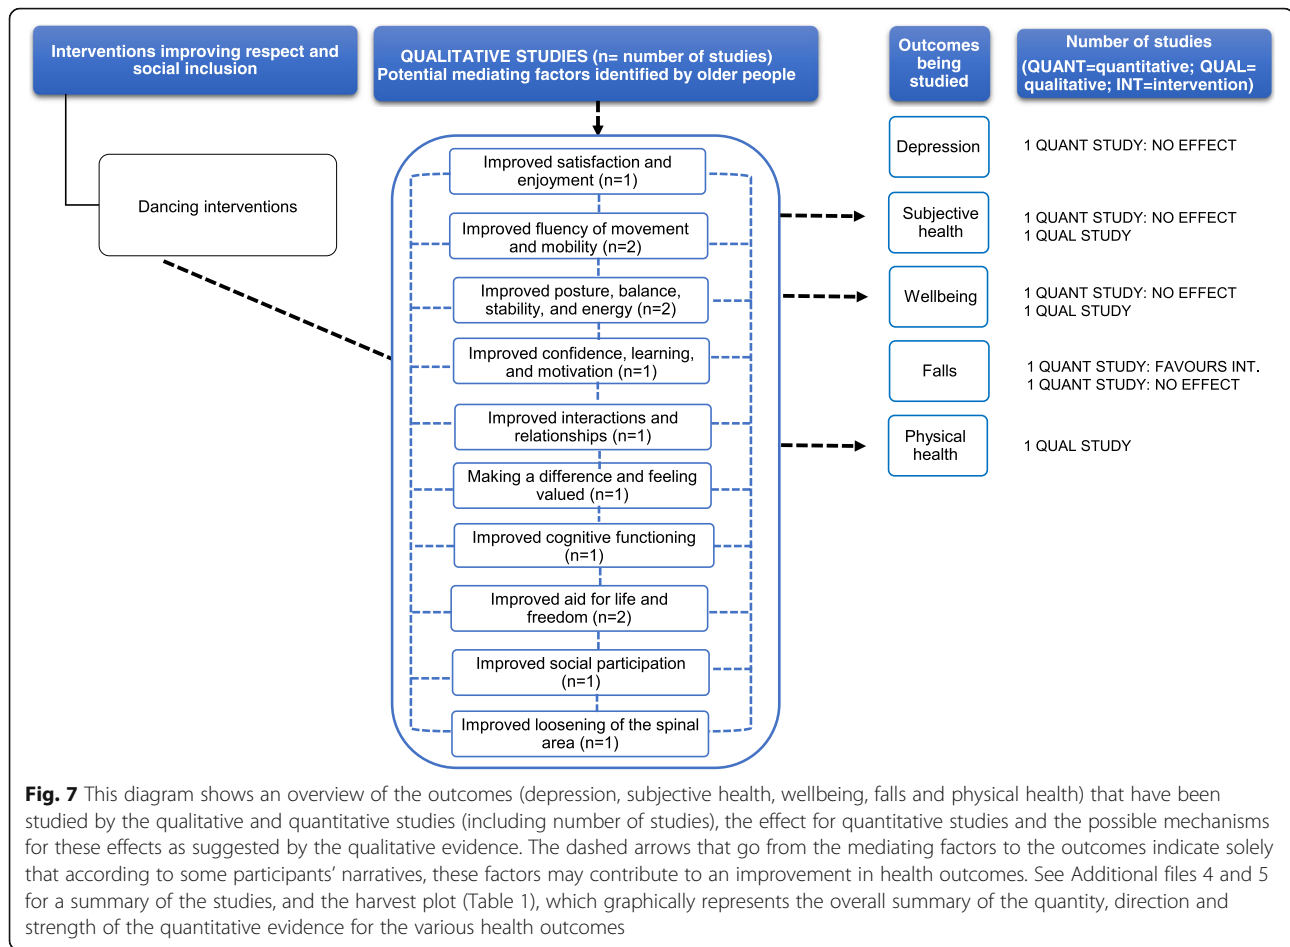 Interventions improving respect and
social inclusion
QUALITATIVE STUDIES (n= number of studies)
Potential mediating factors identified by older people
Outcomes
being
studied
Number of studies
(QUANT=quantitative; QUAL=
qualitative; INT=intervention)
Dancing interventions
Improved satisfaction and
enjoyment (n=1)
Improved fluency of movement
and mobility (n=2)
Improved posture, balance,
stability, and energy (n=2)
Improved confidence, learning,
and motivation (n=1)
Improved interactions and
relationships (n=1)
Making a difference and feeling
valued (n=1)
Improved cognitive functioning
(n=1)
Improved aid for life and
freedom (n=2)
Improved social participation
(n=1)
Improved loosening of the spinal
area (n=1)
Depression
1 QUANT STUDY: NO EFFECT
Subjective
health
1 QUANT STUDY: NO EFFECT
1 QUAL STUDY
Wellbeing
1 QUANT STUDY: NO EFFECT
1 QUAL STUDY
Falls
1 QUANT STUDY: FAVOURS INT.
1 QUANT STUDY: NO EFFECT
Physical
health
1 QUAL STUDY
Fig. 7 This diagram shows an overview of the outcomes (depression, subjective health, wellbeing, falls and physical health) that have been
studied by the qualitative and quantitative studies (including number of studies), the effect for quantitative studies and the possible mechanisms
for these effects as suggested by the qualitative evidence. The dashed arrows that go from the mediating factors to the outcomes indicate solely
that according to some participants' narratives, these factors may contribute to an improvement in health outcomes. See Additional files 4 and 5
for a summary of the studies, and the harvest plot (Table 1), which graphically represents the overall summary of the quantity, direction and
strength of the quantitative evidence for the various health outcomes